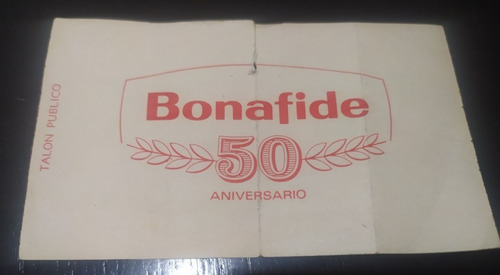 TALON PUBLICO
Bonafide
50
ANIVERSARIO